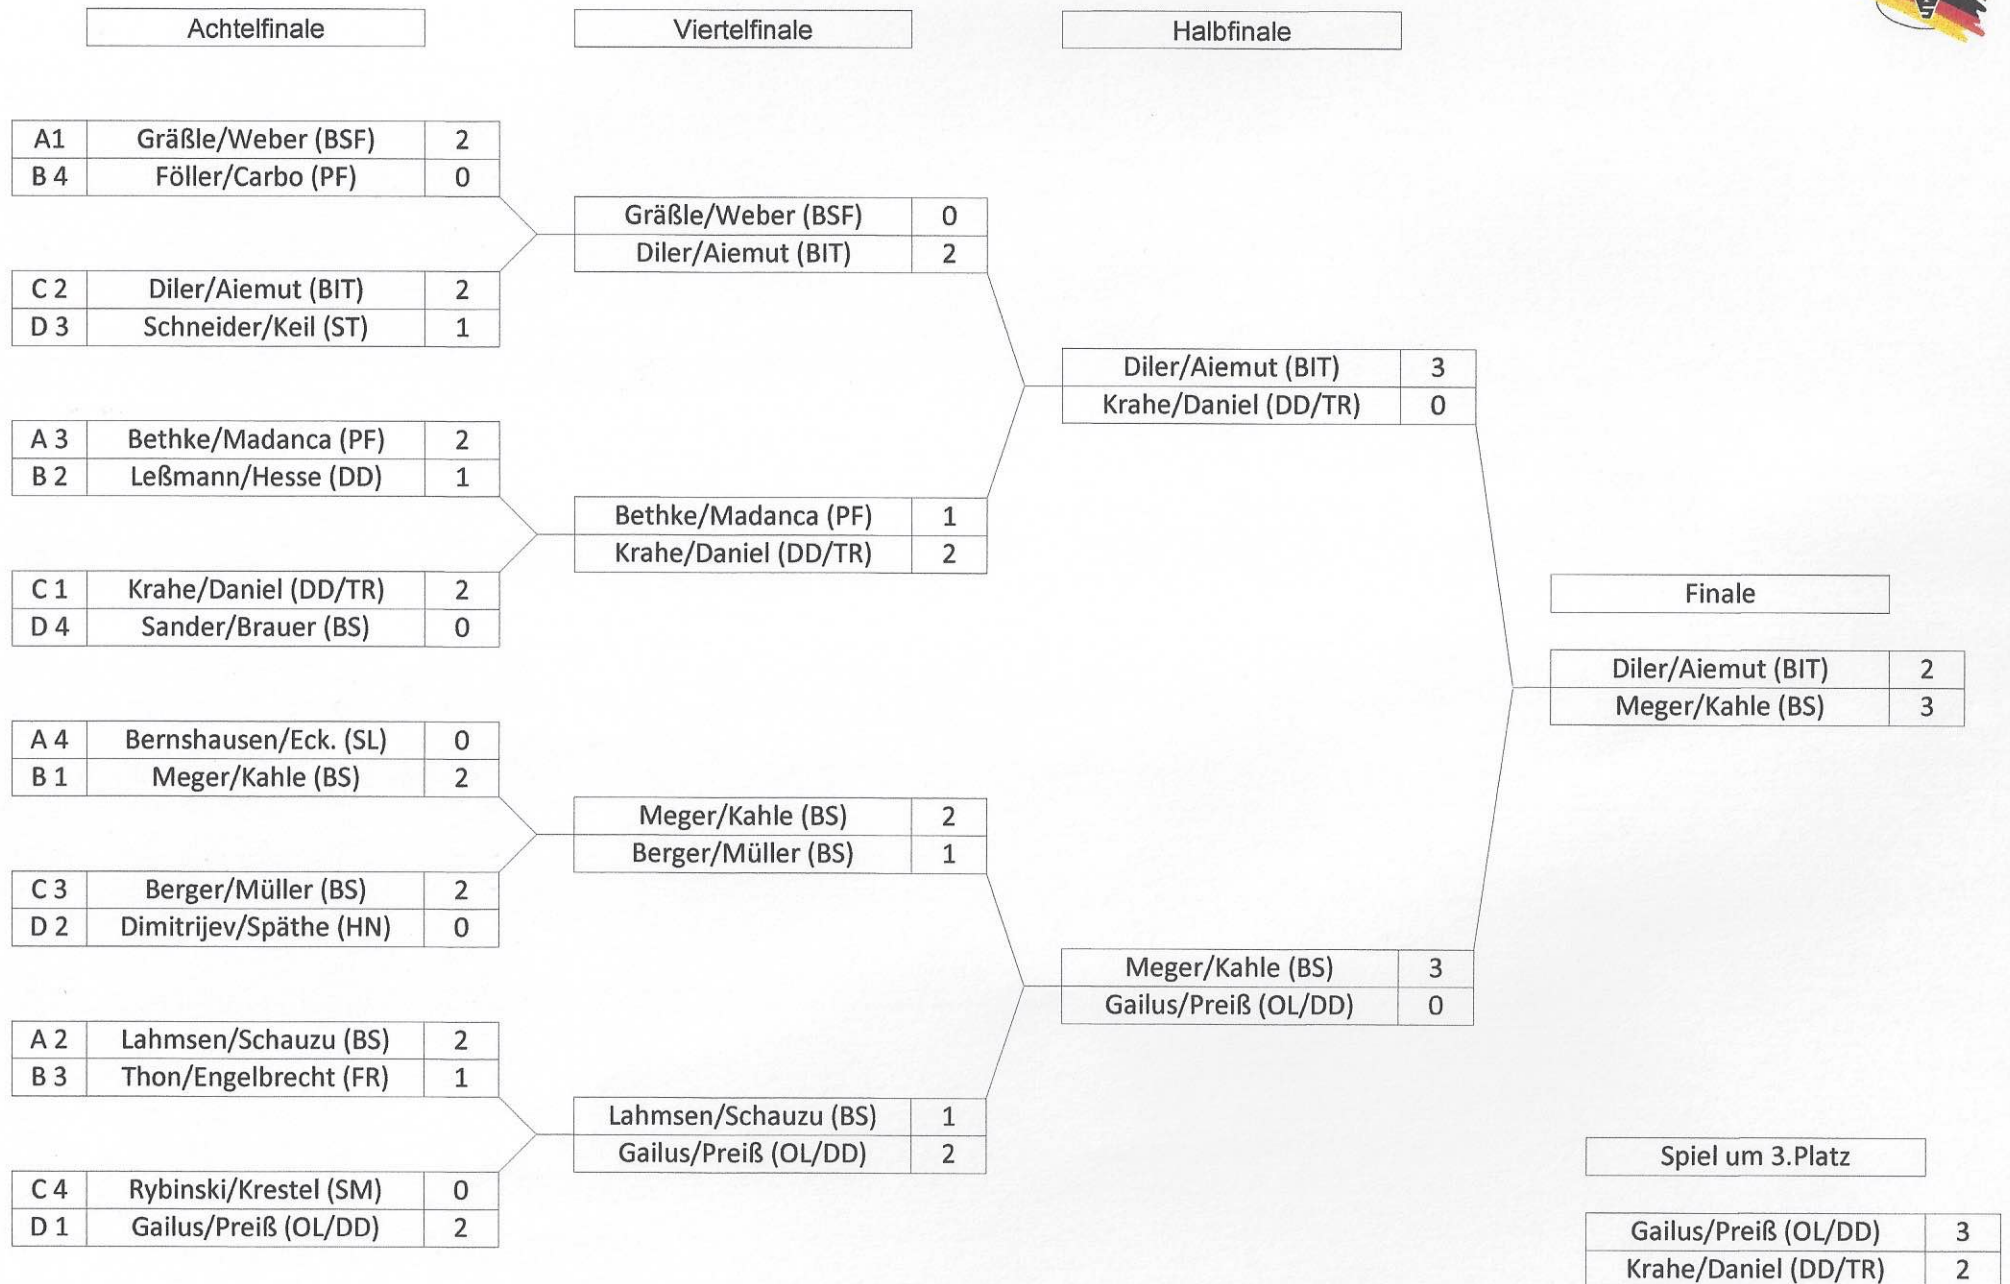 Achtelfinale
Viertelfinale
Halbfinale
A1 Gräßle/Weber (BSF) 2
B 4 Föller/Carbo (PF) 0
C 2 Diler/Aiemut (BIT) 2
D 3 Schneider/Keil (ST) 1
A 3 Bethke/Madanca (PF) 2
B 2 Leßmann/Hesse (DD) 1
C 1 Krahe/Daniel (DD/TR) 2
D 4 Sander/Brauer (BS) 0
A 4 Bernshausen/Eck. (SL) 0
B 1 Meger/Kahle (BS) 2
C 3 Berger/Müller (BS) 2
D 2 Dimitrijev/Späthe (HN) 0
A 2 Lahmsen/Schauzu (BS) 2
B 3 Thon/Engelbrecht (FR) 1
C 4 Rybinski/Krestel (SM) 0
D 1 Gailus/Preiß (OL/DD) 2
Gräßle/Weber (BSF) 0
Diler/Aiemut (BIT) 2
Bethke/Madanca (PF) 1
Krahe/Daniel (DD/TR) 2
Meger/Kahle (BS) 2
Berger/Müller (BS) 1
Lahmsen/Schauzu (BS) 1
Gailus/Preiß (OL/DD) 2
Diler/Aiemut (BIT) 3
Krahe/Daniel (DD/TR) 0
Meger/Kahle (BS) 3
Gailus/Preiß (OL/DD) 0
Finale
Diler/Aiemut (BIT) 2
Meger/Kahle (BS) 3
Spiel um 3.Platz
Gailus/Preiß (OL/DD) 3
Krahe/Daniel (DD/TR) 2